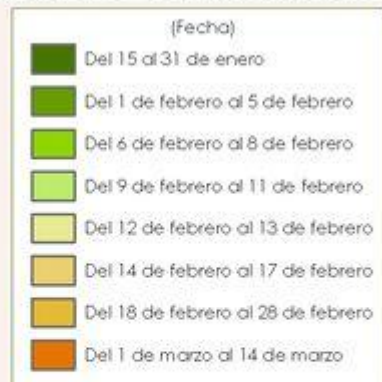 (Fecha)
Del 15 al 31 de enero
Del 1 de febrero al 5 de febrero
Del 6 de febrero al 8 de febrero
Del 9 de febrero al 11 de febrero
Del 12 de febrero al 13 de febrero
Del 14 de febrero al 17 de febrero
Del 18 de febrero al 28 de febrero
Del 1 de marzo al 14 de marzo